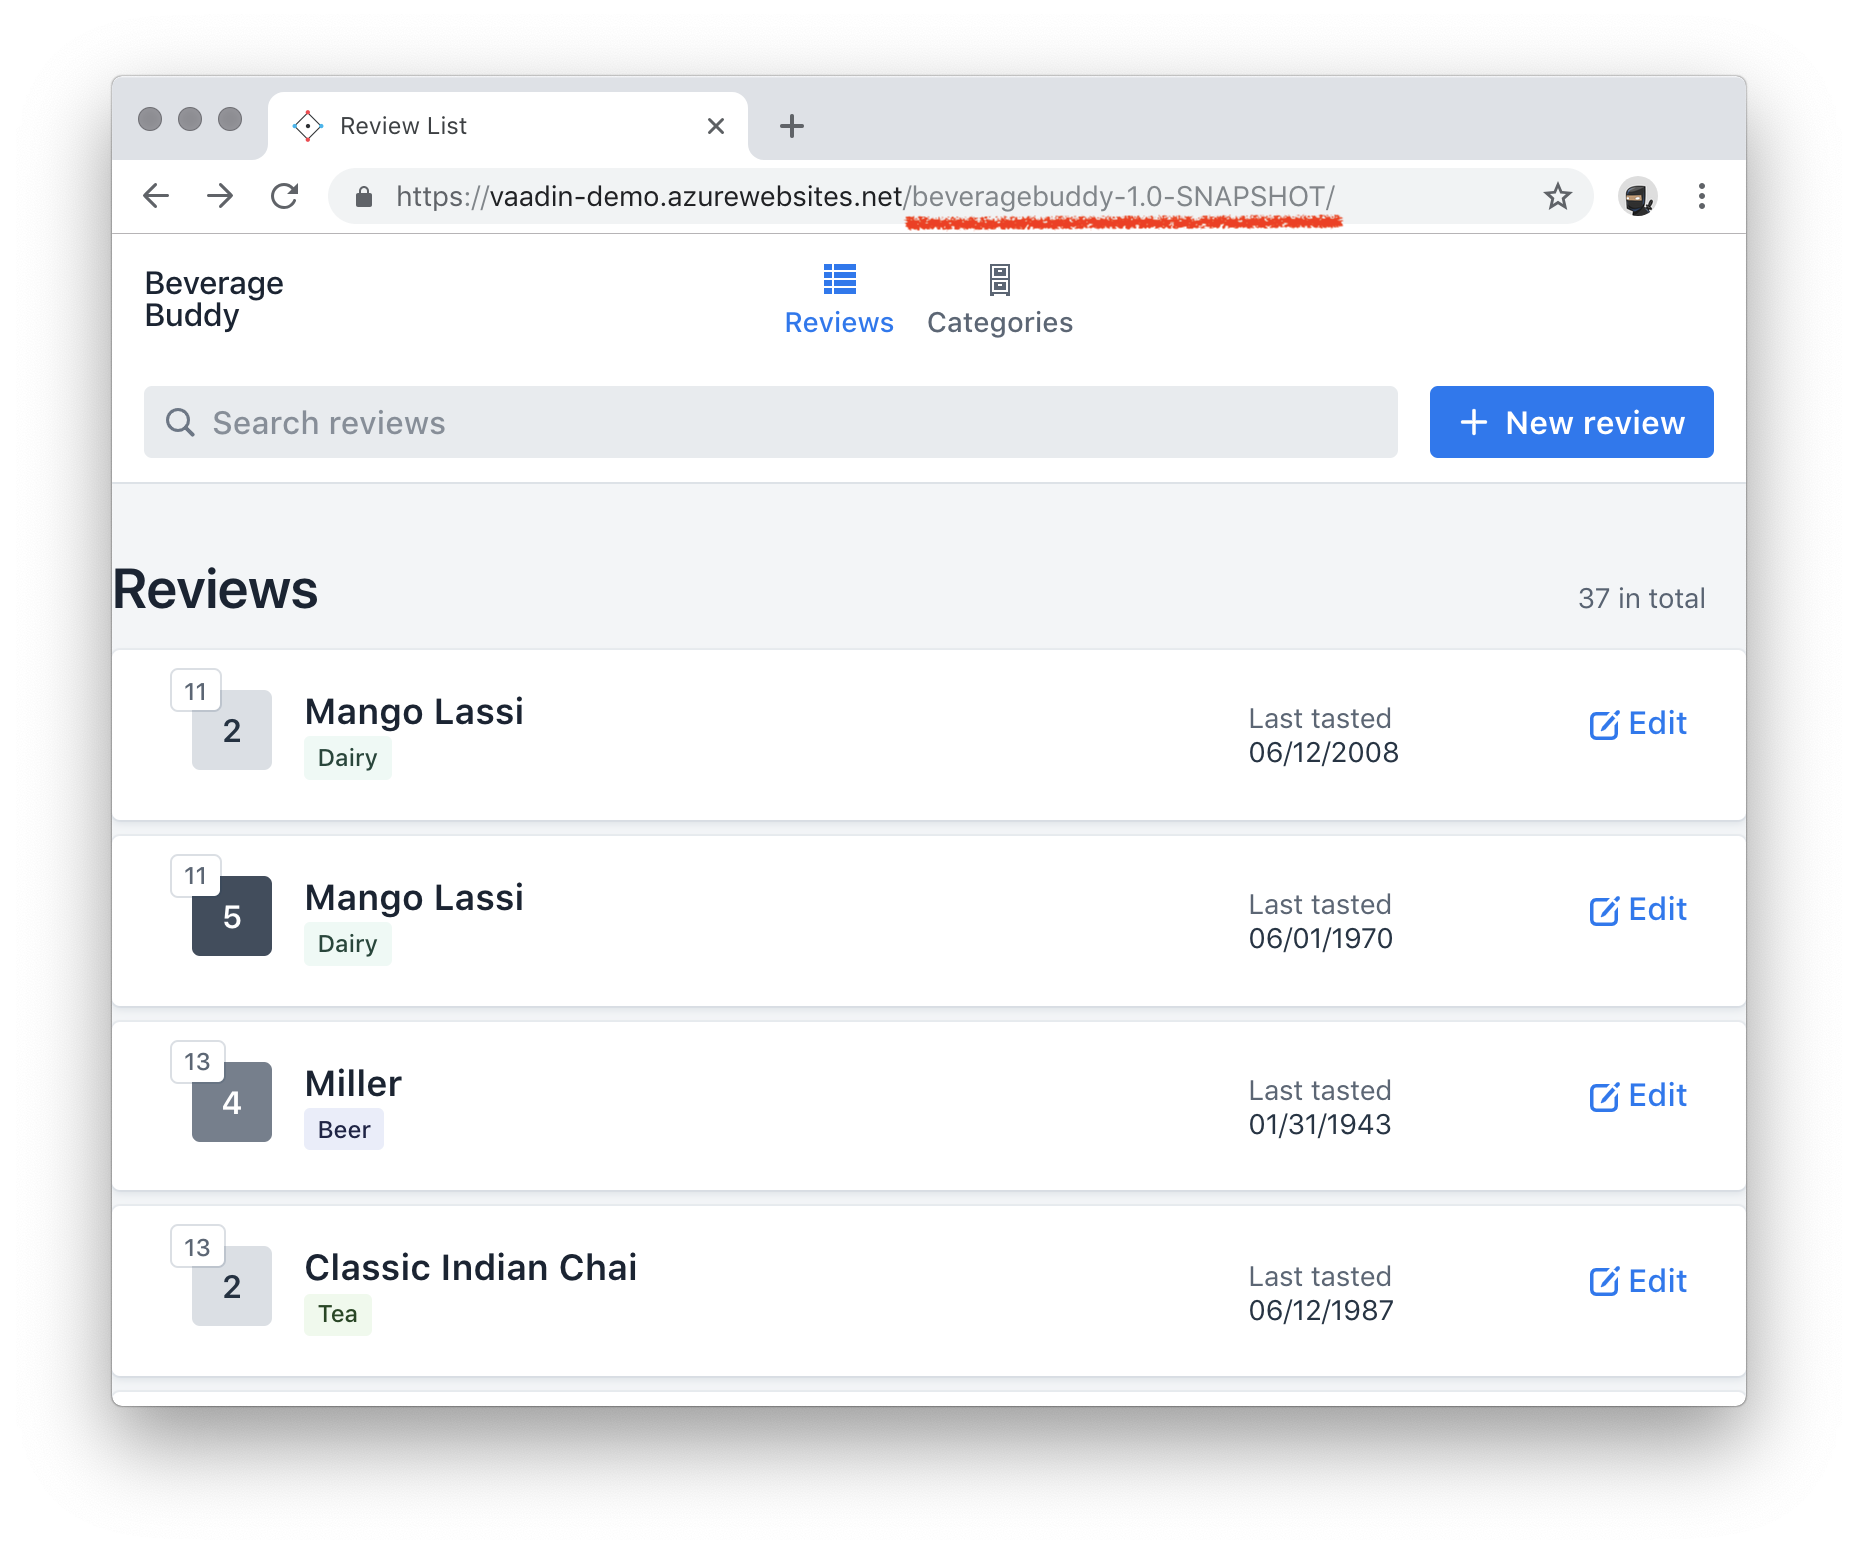 Review List
https://vaadin-demo.azurewebsites.net/beveragebuddy-1.0-SNAPSHOT/
Beverage
Buddy
Reviews
Categories
Search reviews
New review
Reviews
37 in total
11
2
Mango Lassi
Dairy
Last tasted
06/12/2008
Edit
11
5
Mango Lassi
Dairy
Last tasted
06/01/1970
Edit
13
4
Miller
Beer
Last tasted
01/31/1943
Edit
13
2
Classic Indian Chai
Tea
Last tasted
06/12/1987
Edit